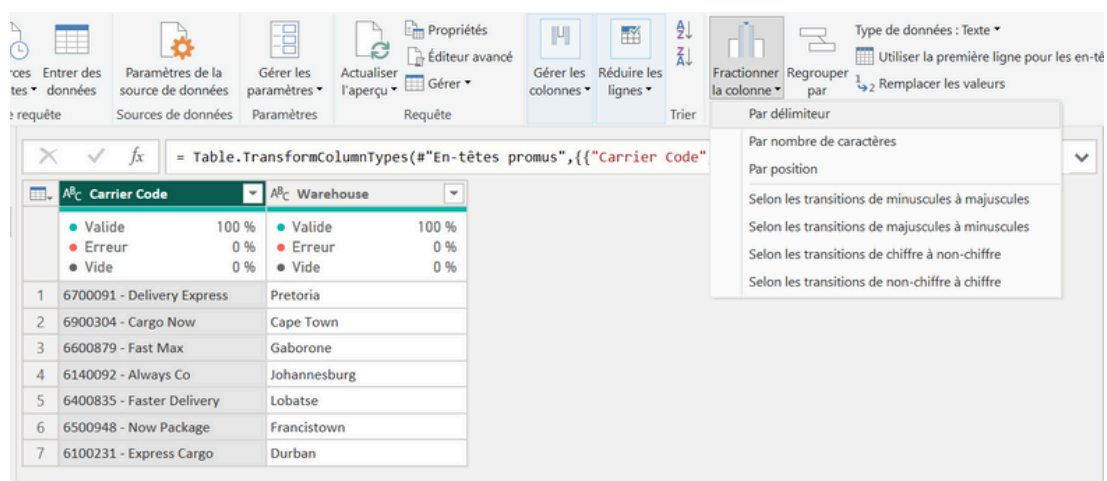 Propriétés
Éditeur avancé
Gérer
rces
tes
Entrer des
données
Paramètres de la
source de données
Gérer les
paramètres
Actualiser
l'aperçu
Gérer les
colonnes
Réduire les
lignes
Fractionner
la colonne
Regrouper
par
Type de données : Texte
Utiliser la première ligne pour les en-tê
1 2 Remplacer les valeurs
e requête
Sources de données
Paramètres
Requête
Trier
Par délimiteur
Par nombre de caractères
Par position
Selon les transitions de minuscules à majuscules
Selon les transitions de majuscules à minuscules
Selon les transitions de chiffre à non-chiffre
Selon les transitions de non-chiffre à chiffre
fx = Table.TransformColumnTypes(#"En-têtes promus",{{"Carrier Code"
ABC Carrier Code ABC Warehouse
Valide 100 % Valide 100 %
Erreur 0 % Erreur 0 %
Vide 0 % Vide 0 %
1 6700091 - Delivery Express Pretoria
2 6900304 - Cargo Now Cape Town
3 6600879 - Fast Max Gaborone
4 6140092 - Always Co Johannesburg
5 6400835 - Faster Delivery Lobatse
6 6500948 - Now Package Francistown
7 6100231 - Express Cargo Durban